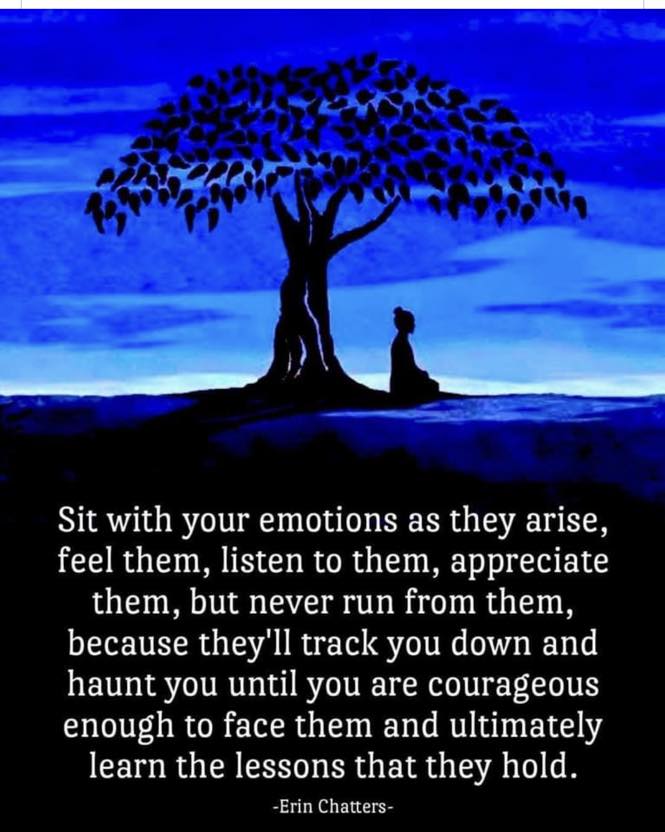 Sit with your emotions as they arise,
feel them, listen to them, appreciate
them, but never run from them,
because they'll track you down and
haunt you until you are courageous
enough to face them and ultimately
learn the lessons that they hold.
-Erin Chatters-